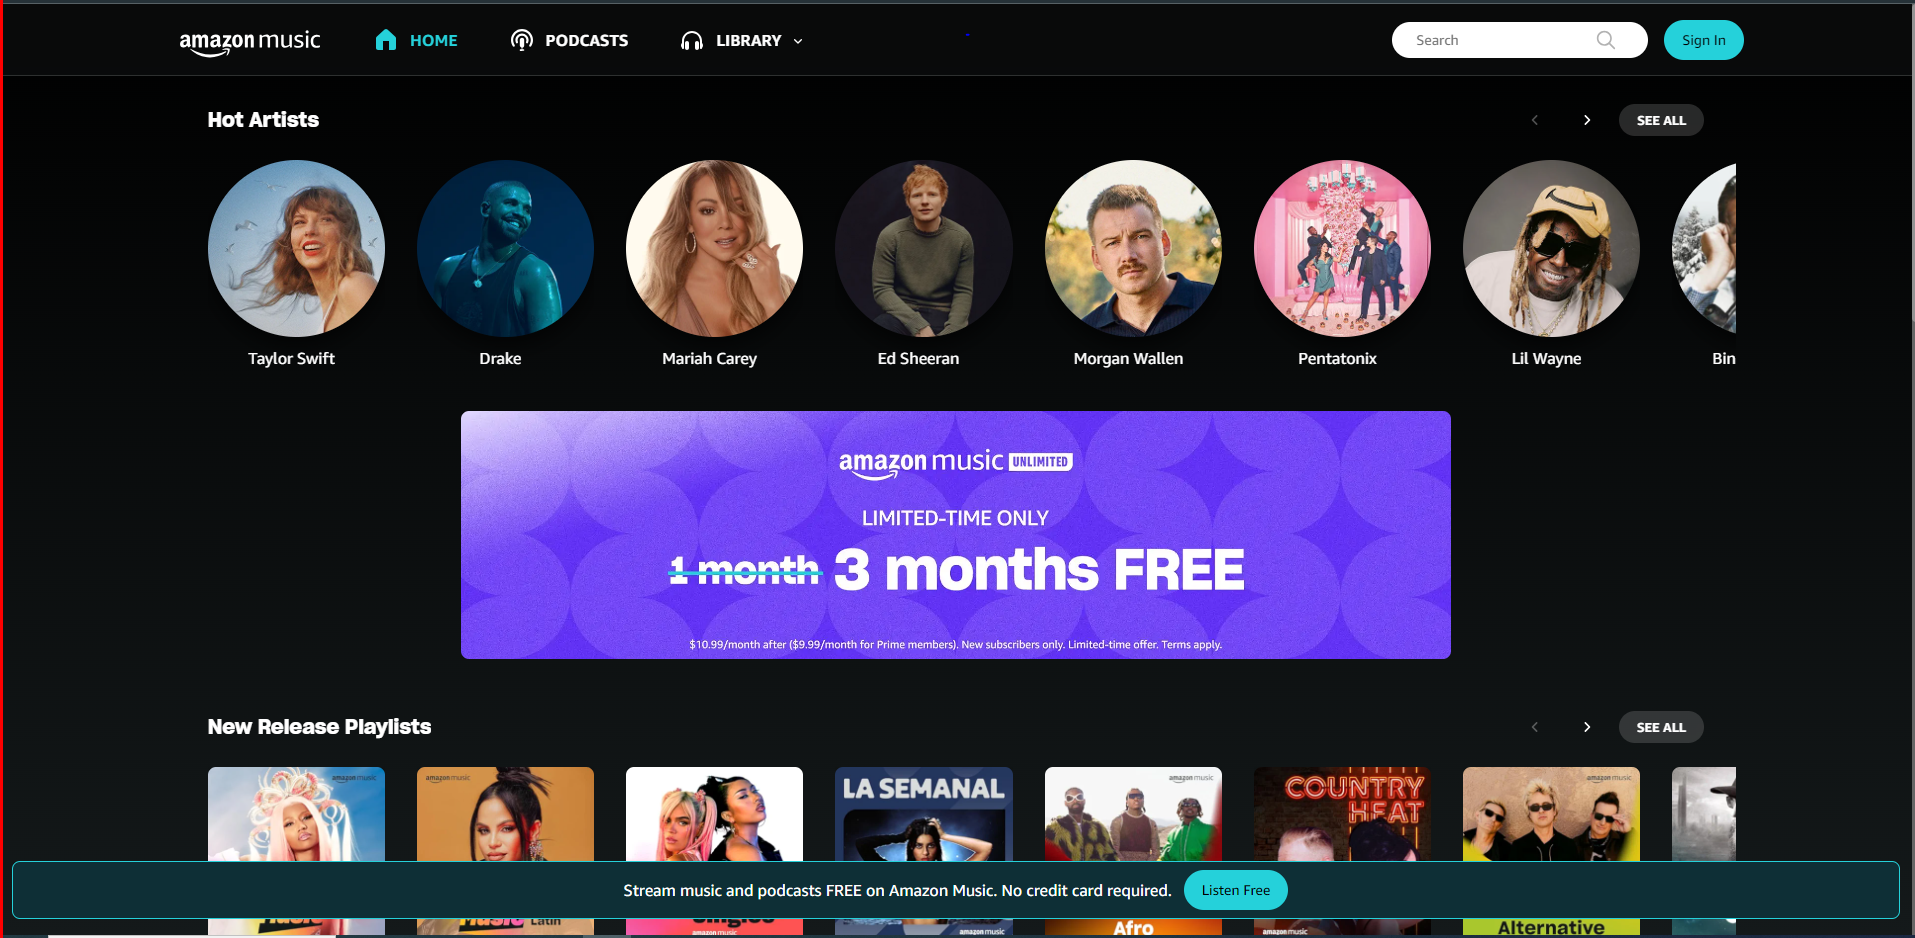 amazon music
HOME
PODCASTS
LIBRARY
Search
Sign In
Hot Artists
SEE ALL
Taylor Swift
Drake
Mariah Carey
Ed Sheeran
Morgan Wallen
Pentatonix
Lil Wayne
Bin
amazon music UNLIMITED
LIMITED-TIME ONLY
1 month 3 months FREE
$10.99/month after ($9.99/month for Prime members). New subscribers only. Limited-time offer. Terms apply.
New Release Playlists
SEE ALL
amazon music
amazon music
LA SEMANAL
amazon music
COUNTRY
HEAT
amazon music
Stream music and podcasts FREE on Amazon Music. No credit card required.
Listen Free
Music
Music
Latin
Singles
amazon music
amazon music
Afro
amazon music
Alternative